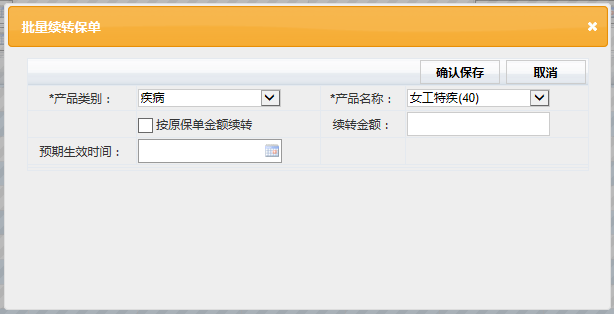 批量续转保单
确认保存 取消
*产品类别： 疾病 *产品名称： 女工特疾(40)
按原保单金额续转 续转金额：
预期生效时间：